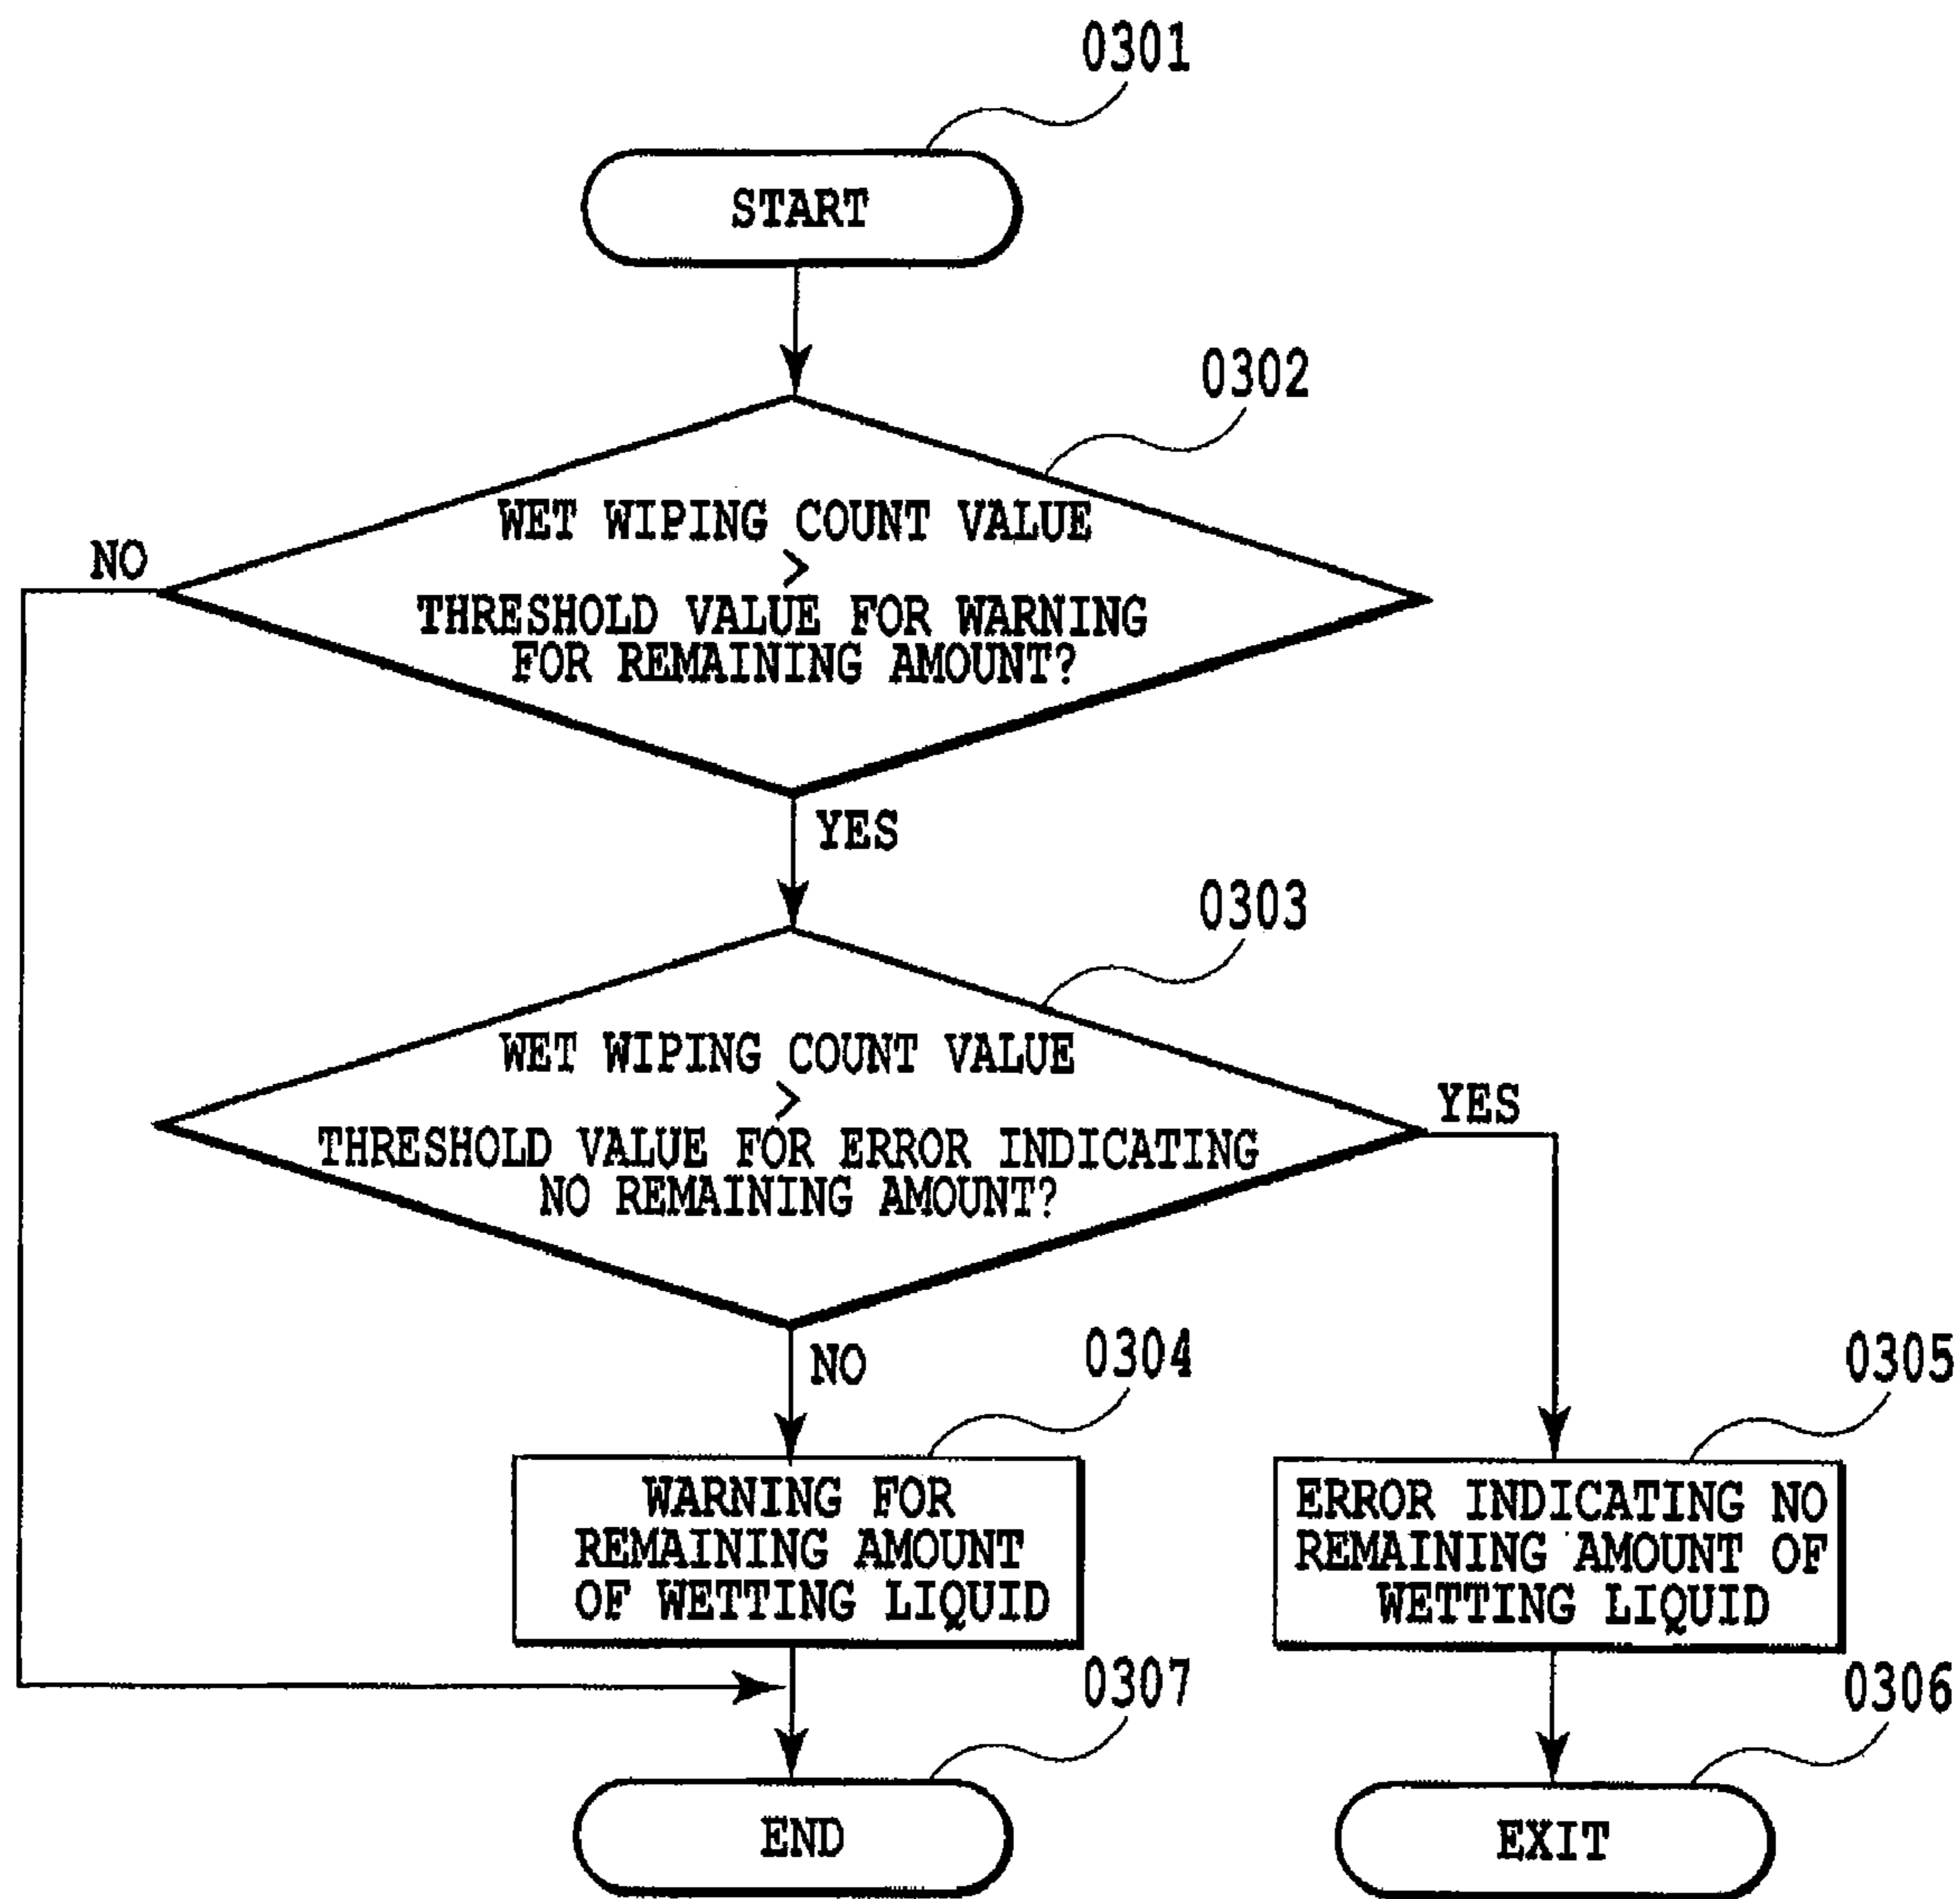 0301
START
0302
WET WIPING COUNT VALUE
>
THRESHOLD VALUE FOR WARNING
FOR REMAINING AMOUNT?
NO
YES
0303
WET WIPING COUNT VALUE
>
THRESHOLD VALUE FOR ERROR INDICATING
NO REMAINING AMOUNT?
YES
NO
0304
WARNING FOR
REMAINING AMOUNT
OF WETTING LIQUID
0305
ERROR INDICATING NO
REMAINING AMOUNT OF
WETTING LIQUID
0307
END
0306
EXIT